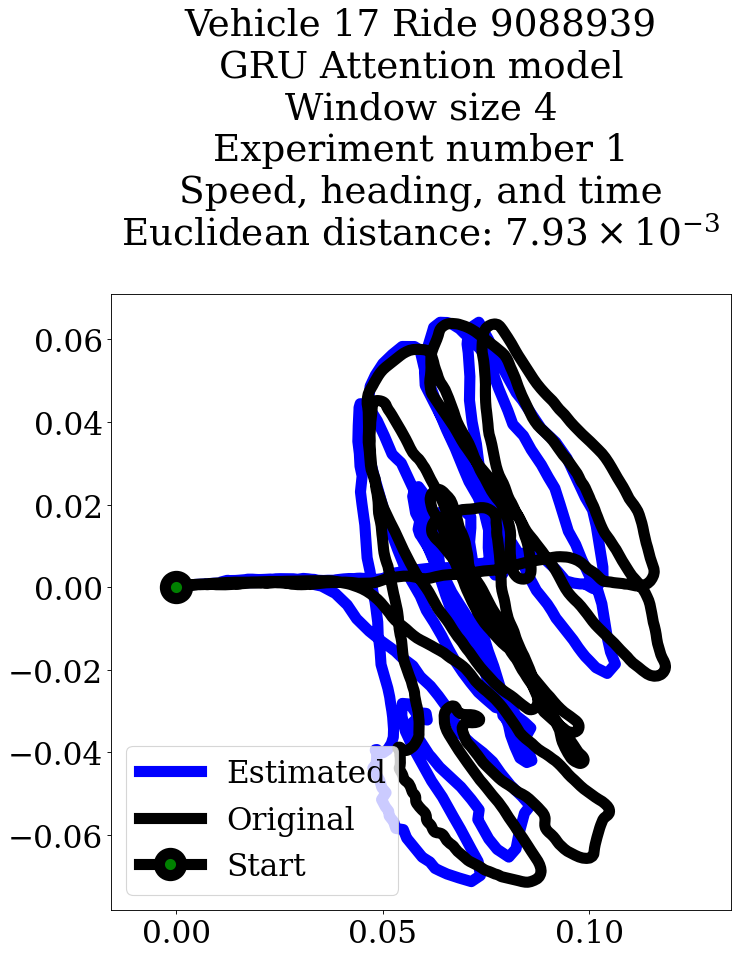 Vehicle 17 Ride 9088939
GRU Attention model
Window size 4
Experiment number 1
Speed, heading, and time
Euclidean distance: 7.93 × 10⁻³
0.06
0.04
0.02
0.00
−0.02
−0.04
−0.06
Estimated
Original
Start
0.00 0.05 0.10